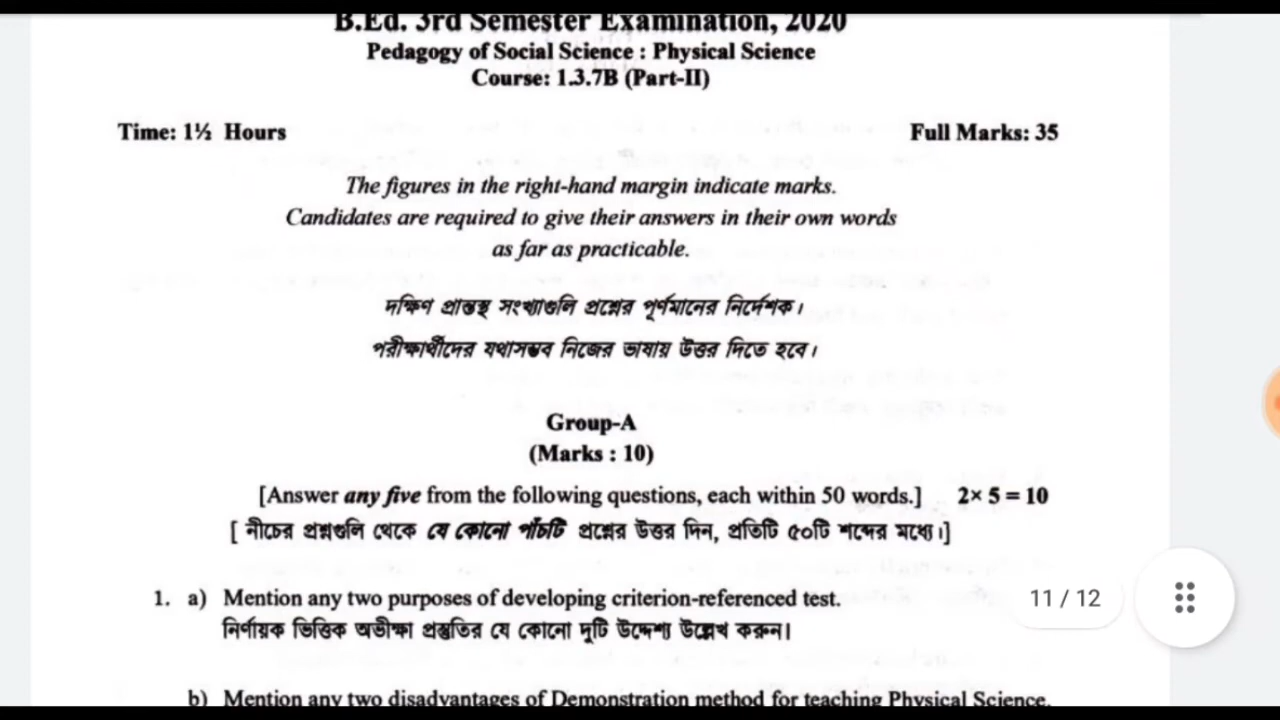 B.Ed. 3rd Semester Examination, 2020
Pedagogy of Social Science : Physical Science
Course: 1.3.7B (Part-II)
Time: 1½ Hours Full Marks: 35
The figures in the right-hand margin indicate marks.
Candidates are required to give their answers in their own words
as far as practicable.
দক্ষিণ প্রান্তস্থ সংখ্যাগুলি প্রশ্নের পূর্ণমানের নির্দেশক।
পরীক্ষার্থীদের যথাসম্ভব নিজের ভাষায় উত্তর দিতে হবে।
Group-A
(Marks : 10)
[Answer any five from the following questions, each within 50 words.] 2× 5 = 10
[ নীচের প্রশ্নগুলি থেকে যে কোনো পাঁচটি প্রশ্নের উত্তর দিন, প্রতিটি ৫০টি শব্দের মধ্যে।]
1. a) Mention any two purposes of developing criterion-referenced test.
11 / 12
নির্ণায়ক ভিত্তিক অভীক্ষা প্রস্তুতির যে কোনো দুটি উদ্দেশ্য উল্লেখ করুন।
b) Mention any two disadvantages of Demonstration method for teaching Physical Science.